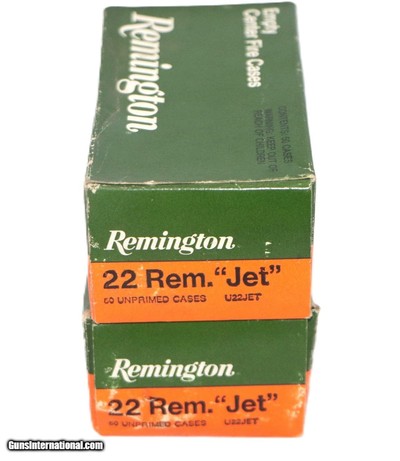 Empty
Center Fire Cases
Remington
CONTENTS: 50 CASES
WARNING: KEEP OUT OF
REACH OF CHILDREN
Remington
22 Rem. “Jet”
50 UNPRIMED CASES U22JET
Remington
22 Rem. “Jet”
50 UNPRIMED CASES U22JET
GunsInternational.com